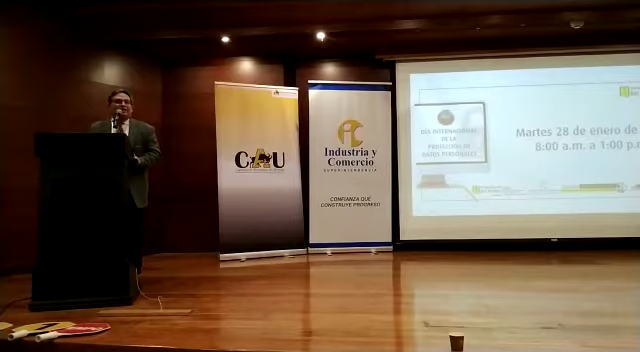 CAU
Industria y
Comercio
SUPERINTENDENCIA
CONFIANZA QUE
CONSTRUYE PROGRESO
DÍA INTERNACIONAL
DE LA
PROTECCIÓN DE
DATOS PERSONALES
Martes 28 de enero de
8:00 a.m. a 1:00 p.m